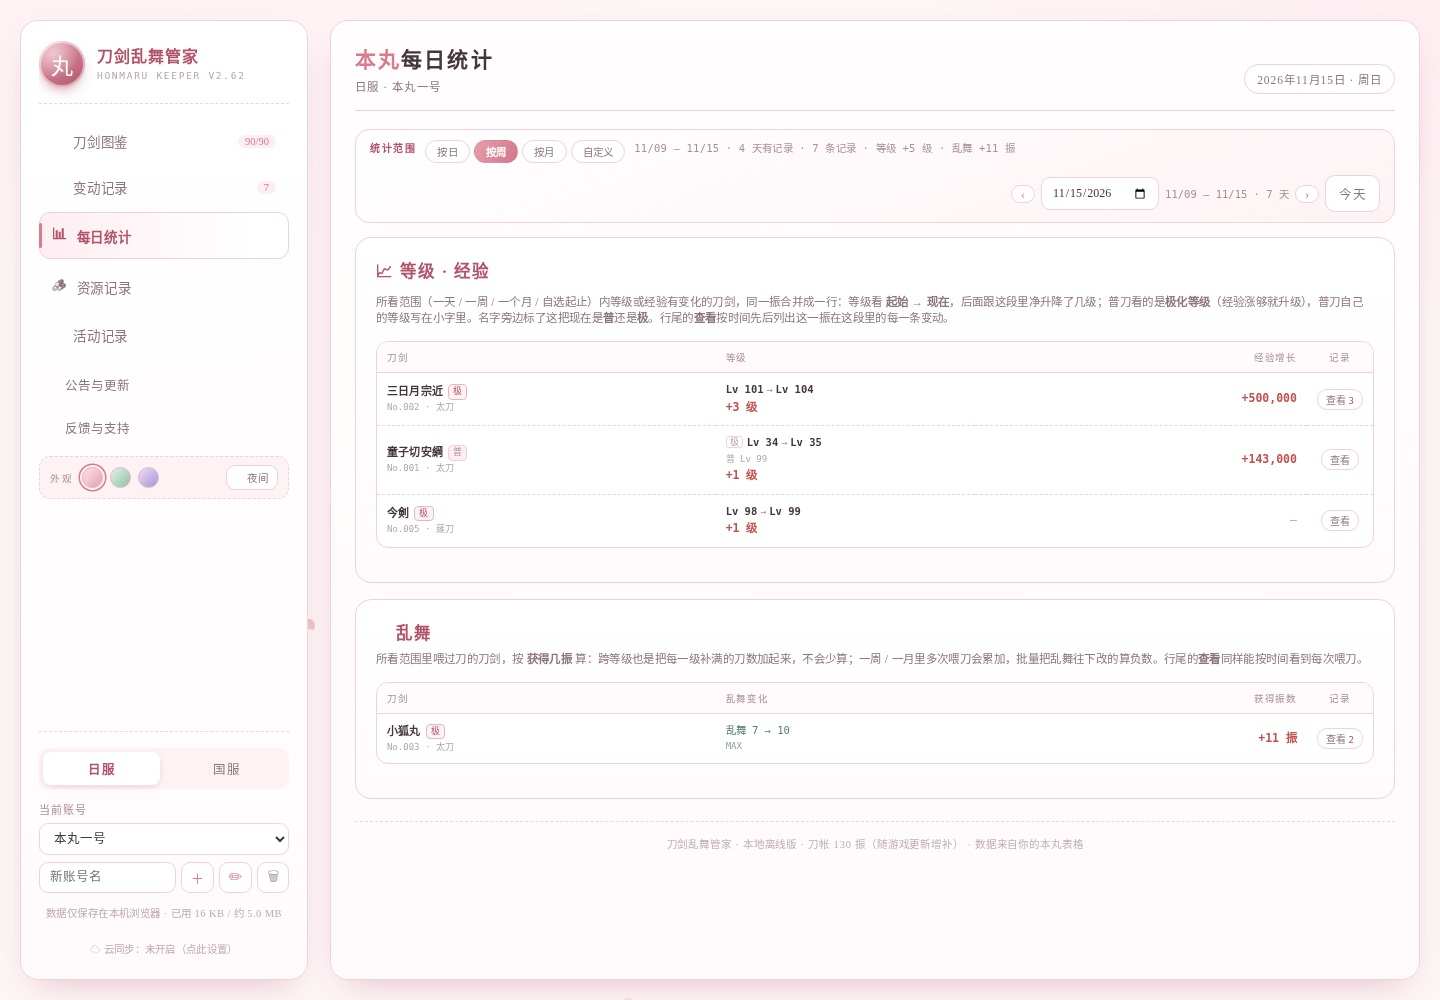 丸
刀剑乱舞管家
HONMARU KEEPER V2.62
刀剑图鉴 90/90
变动记录 7
每日统计
资源记录
活动记录
公告与更新
反馈与支持
外观 夜间
日服 国服
当前账号
本丸一号
新账号名 ＋
数据仅保存在本机浏览器 · 已用 16 KB / 约 5.0 MB
云同步：未开启（点此设置）
本丸每日统计
日服 · 本丸一号
2026年11月15日 · 周日
统计范围 按日 按周 按月 自定义 11/09 — 11/15 · 4 天有记录 · 7 条记录 · 等级 +5 级 · 乱舞 +11 振
‹ 11/15/2026 11/09 — 11/15 · 7 天 › 今天
等级 · 经验
所看范围（一天 / 一周 / 一个月 / 自选起止）内等级或经验有变化的刀剑，同一振合并成一行：等级看 起始 → 现在，后面跟这段里净升降了几级；普刀看的是极化等级（经验涨够就升级），普刀自己
的等级写在小字里。名字旁边标了这把现在是普还是极。行尾的查看按时间先后列出这一振在这段里的每一条变动。
刀剑 等级 经验增长 记录
三日月宗近 极 Lv 101→Lv 104 +500,000 查看 3
No.002 · 太刀 +3 级
童子切安綱 普 极 Lv 34→Lv 35 +143,000 查看
No.001 · 太刀 普 Lv 99
+1 级
今剣 极 Lv 98→Lv 99 — 查看
No.005 · 短刀 +1 级
乱舞
所看范围里喂过刀的刀剑，按 获得几振 算：跨等级也是把每一级补满的刀数加起来，不会少算；一周 / 一月里多次喂刀会累加，批量把乱舞往下改的算负数。行尾的查看同样能按时间看到每次喂刀。
刀剑 乱舞变化 获得振数 记录
小狐丸 极 乱舞 7 → 10 +11 振 查看 2
No.003 · 太刀 MAX
刀剑乱舞管家 · 本地离线版 · 刀帐 130 振（随游戏更新增补） · 数据来自你的本丸表格